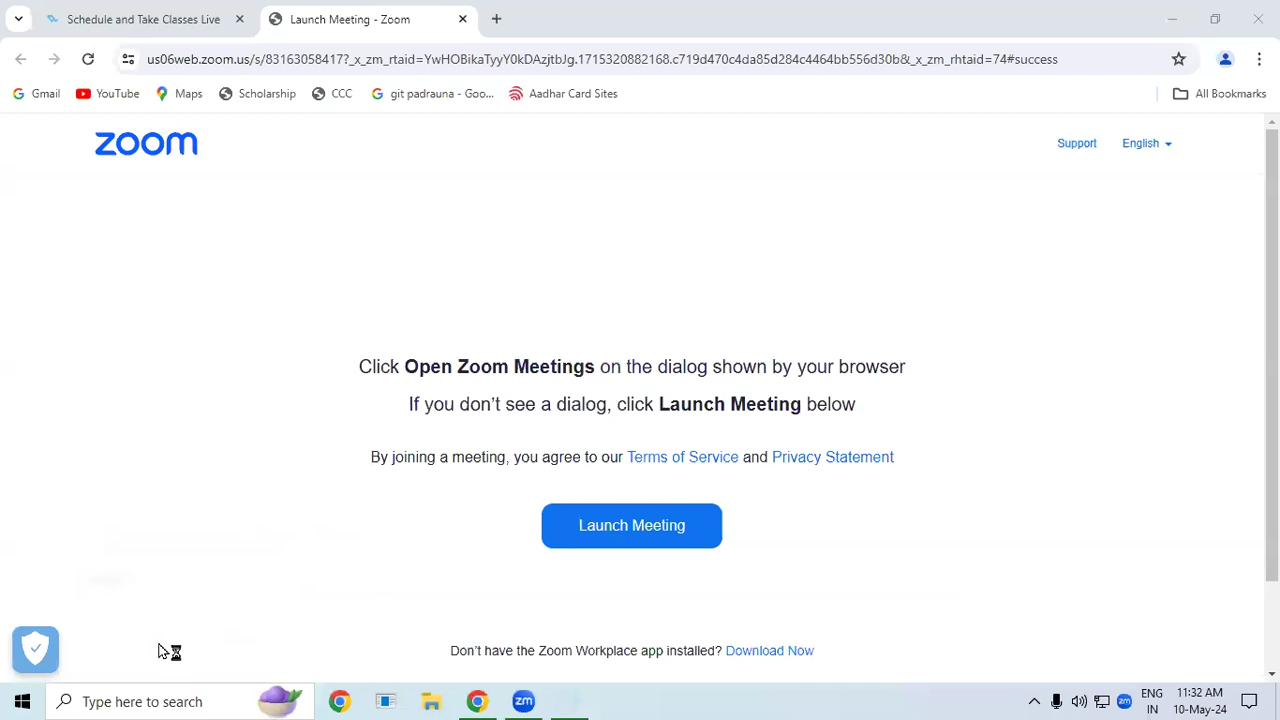 Schedule and Take Classes Live
Launch Meeting - Zoom
us06web.zoom.us/s/83163058417?_x_zm_rtaid=YwHOBikaTyyY0kDAzjtbJg.1715320882168.c719d470c4da85d284c4464bb556d30b&_x_zm_rhtaid=74#success
Gmail YouTube Maps Scholarship CCC git padrauna - Goo... Aadhar Card Sites All Bookmarks
zoom Support English
Click Open Zoom Meetings on the dialog shown by your browser
If you don’t see a dialog, click Launch Meeting below
By joining a meeting, you agree to our Terms of Service and Privacy Statement
Launch Meeting
Don’t have the Zoom Workplace app installed? Download Now
Type here to search
zm
zm
ENG
IN
11:32 AM
10-May-24